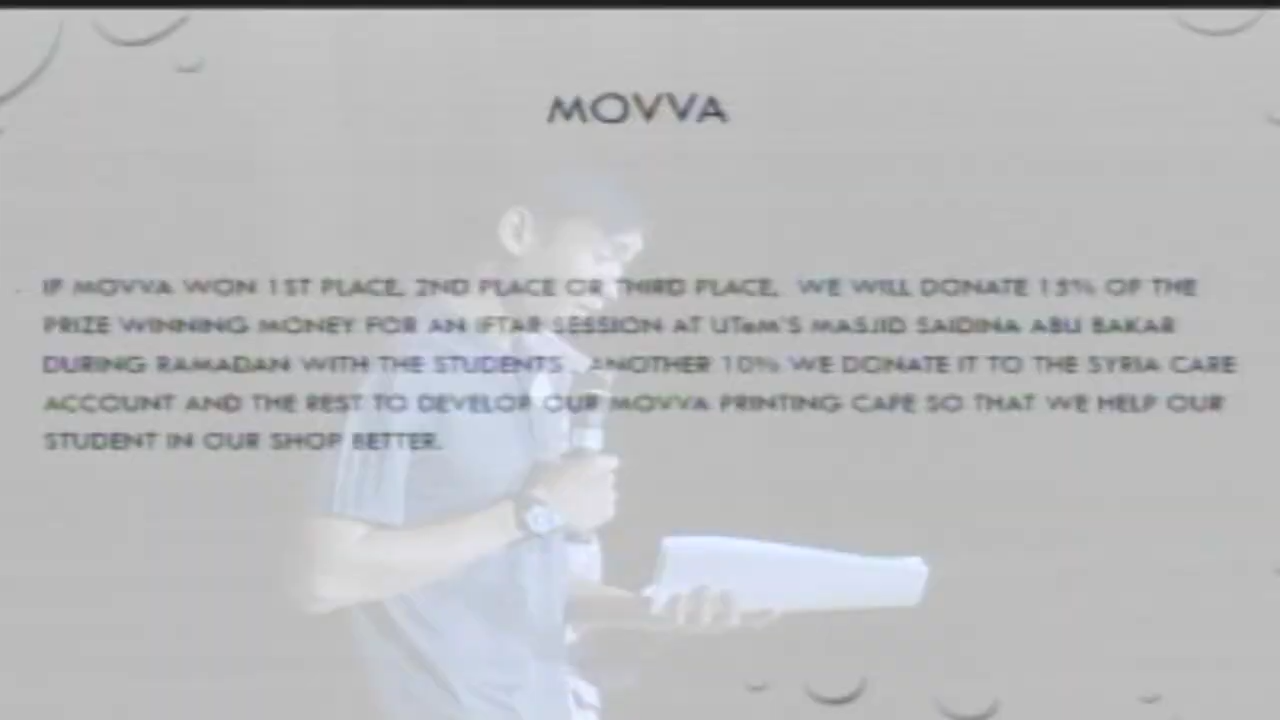 MOVVA
IF MOVVA WON 1ST PLACE, 2ND PLACE OR THIRD PLACE, WE WILL DONATE 15% OF THE
PRIZE WINNING MONEY FOR AN IFTAR SESSION AT UTeM'S MASJID SAIDINA ABU BAKAR
DURING RAMADAN WITH THE STUDENTS . ANOTHER 10% WE DONATE IT TO THE SYRIA CARE
ACCOUNT AND THE REST TO DEVELOP OUR MOVVA PRINTING CAFE SO THAT WE HELP OUR
STUDENT IN OUR SHOP BETTER.